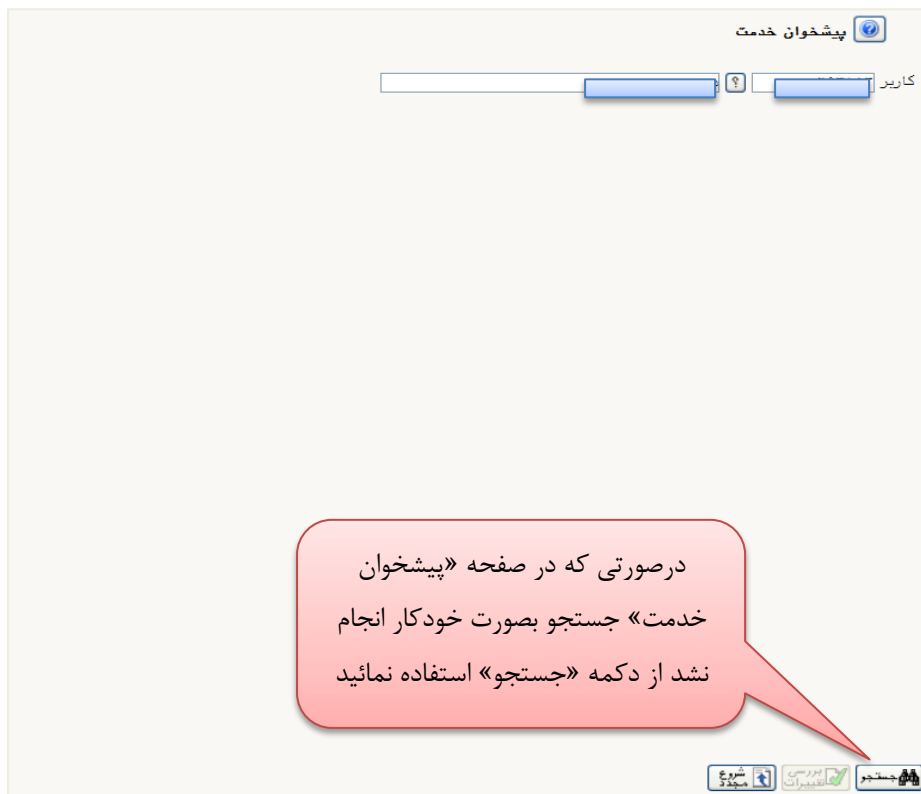 پیشخوان خدمت
کاربر
؟
درصورتی که در صفحه «پیشخوان
خدمت» جستجو بصورت خودکار انجام
نشد از دکمه «جستجو» استفاده نمائید
جستجو بررسی تغییرات شروع مجدد